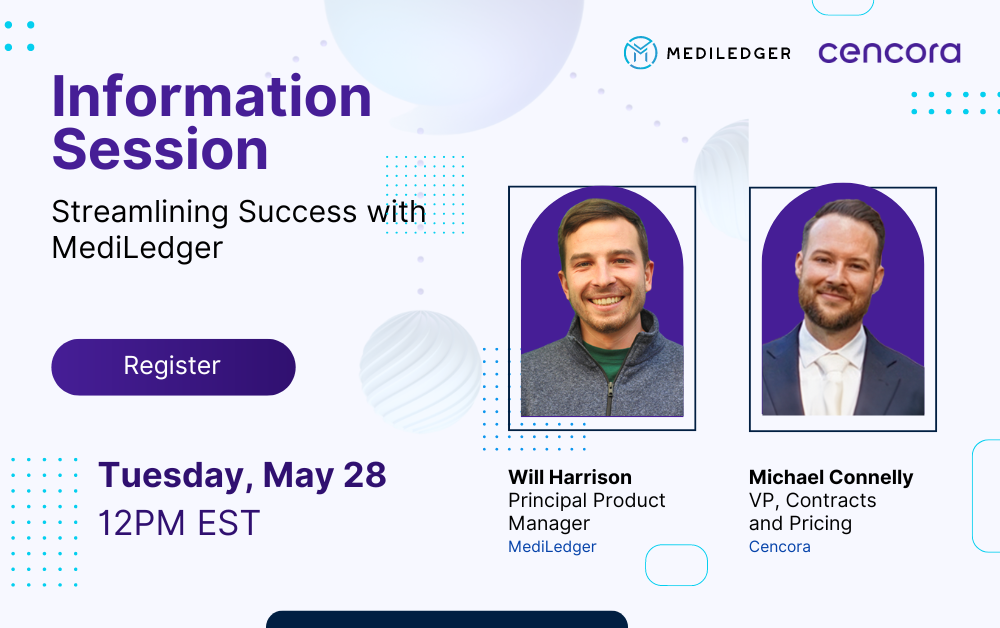 MEDILEDGER
cencora
Information
Session
Streamlining Success with
MediLedger
Register
Tuesday, May 28
12PM EST
Will Harrison
Principal Product
Manager
MediLedger
Michael Connelly
VP, Contracts
and Pricing
Cencora